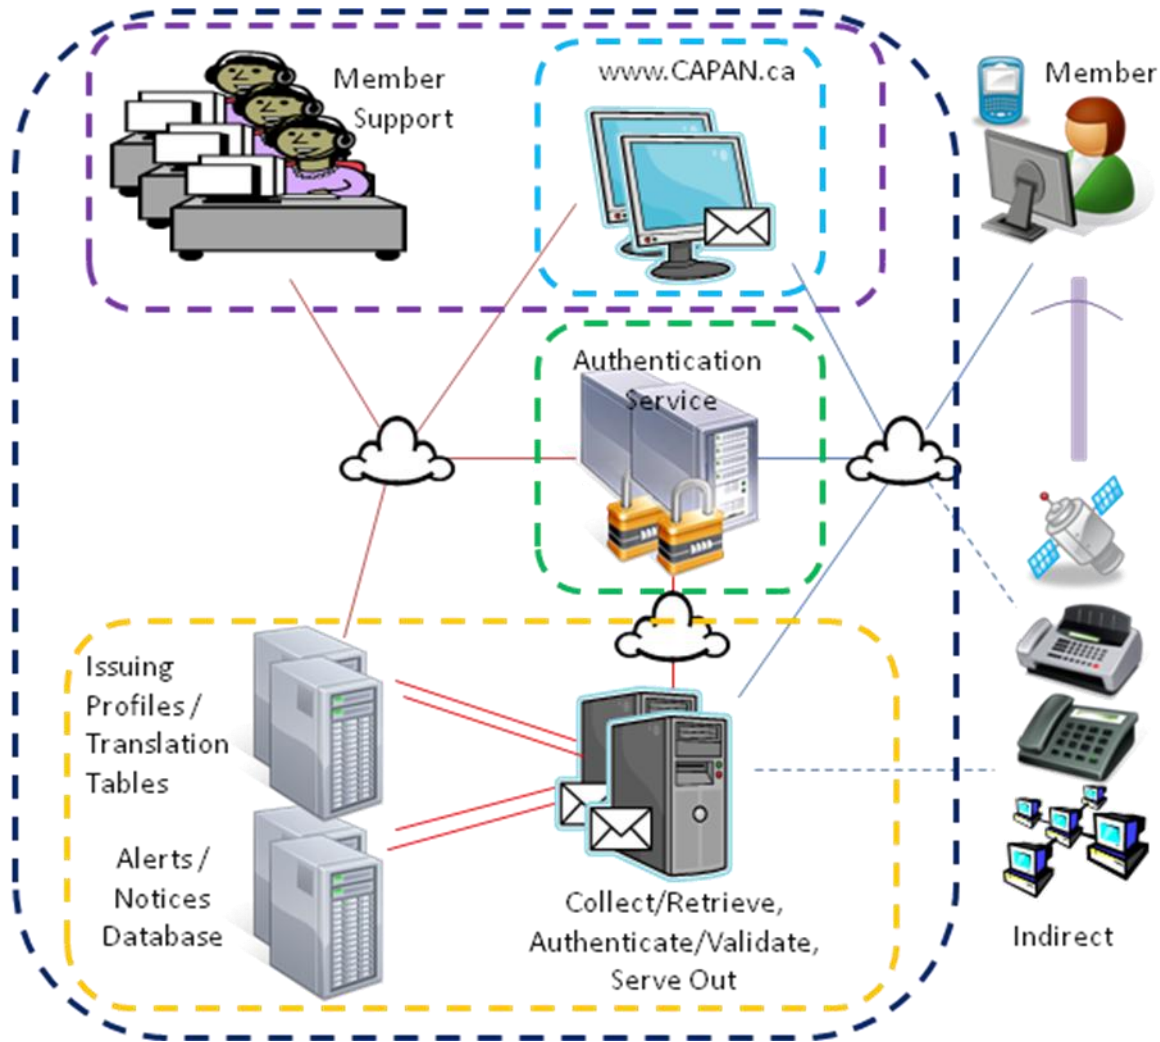 Member
Support
www.CAPAN.ca
Member
Authentication
Service
Issuing
Profiles /
Translation
Tables
Alerts /
Notices
Database
Collect/Retrieve,
Authenticate/Validate,
Serve Out
Indirect